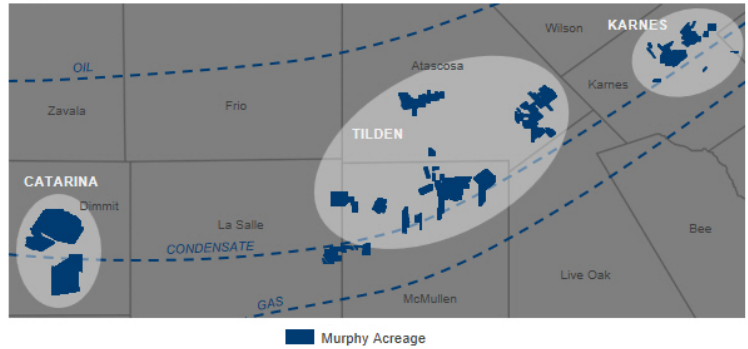 KARNES
Wilson
Atascosa
OIL
Karnes
Zavala
Frio
TILDEN
CATARINA
Dimmit
La Salle
Bee
CONDENSATE
Live Oak
GAS
McMullen
Murphy Acreage